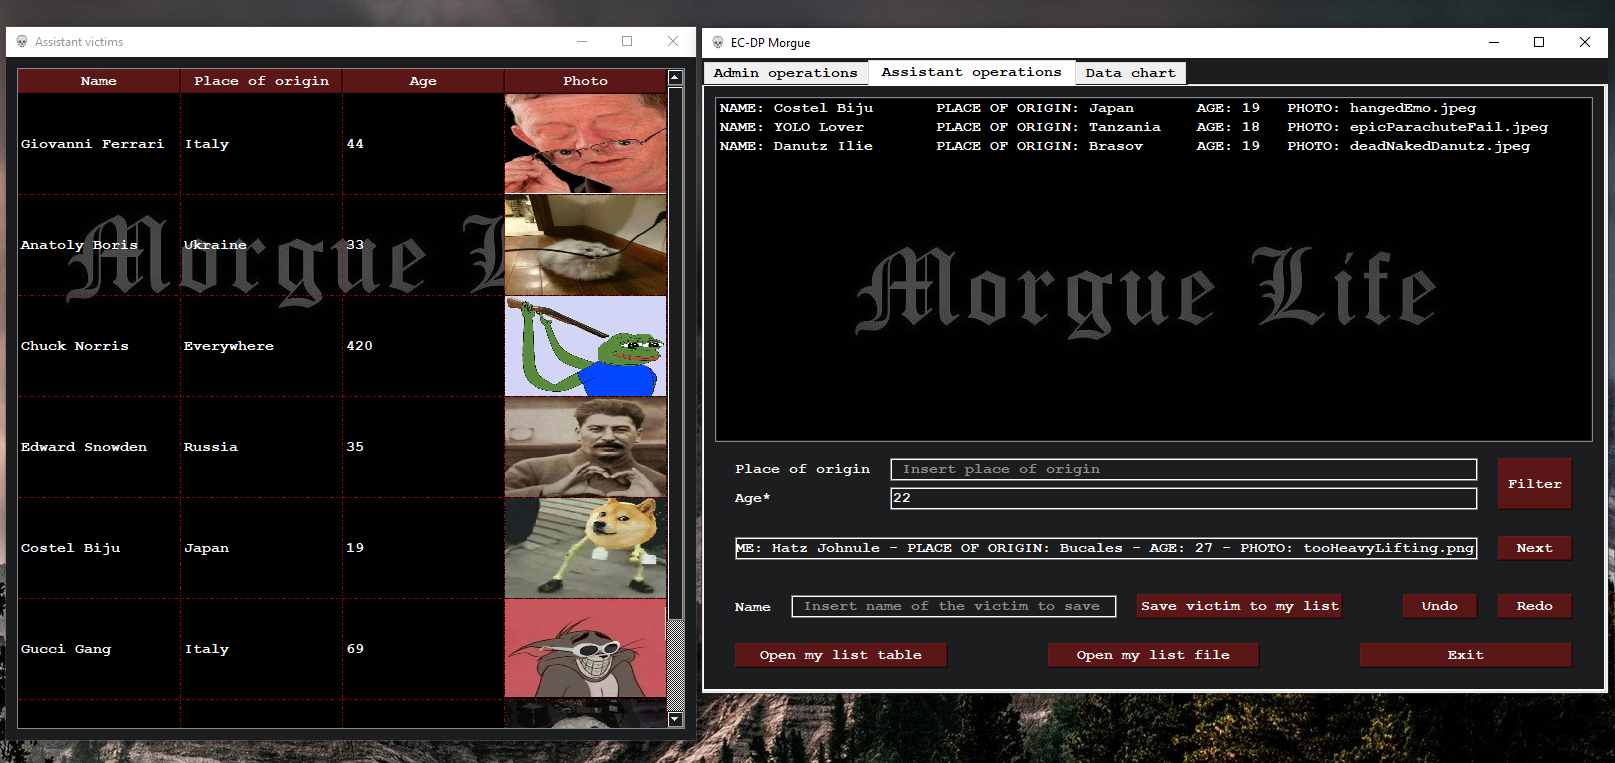 Assistant victims
Name Place of origin Age Photo
Giovanni Ferrari Italy 44
Anatoly Boris Ukraine 33
Morgue L
Chuck Norris Everywhere 420
Edward Snowden Russia 35
Costel Biju Japan 19
Gucci Gang Italy 69
EC-DP Morgue
Admin operations Assistant operations Data chart
NAME: Costel Biju PLACE OF ORIGIN: Japan AGE: 19 PHOTO: hangedEmo.jpeg
NAME: YOLO Lover PLACE OF ORIGIN: Tanzania AGE: 18 PHOTO: epicParachuteFail.jpeg
NAME: Danutz Ilie PLACE OF ORIGIN: Brasov AGE: 19 PHOTO: deadNakedDanutz.jpeg
Morgue Life
Place of origin Insert place of origin
Filter
Age* 22
ME: Hatz Johnule - PLACE OF ORIGIN: Bucales - AGE: 27 - PHOTO: tooHeavyLifting.png Next
Name Insert name of the victim to save Save victim to my list Undo Redo
Open my list table Open my list file Exit